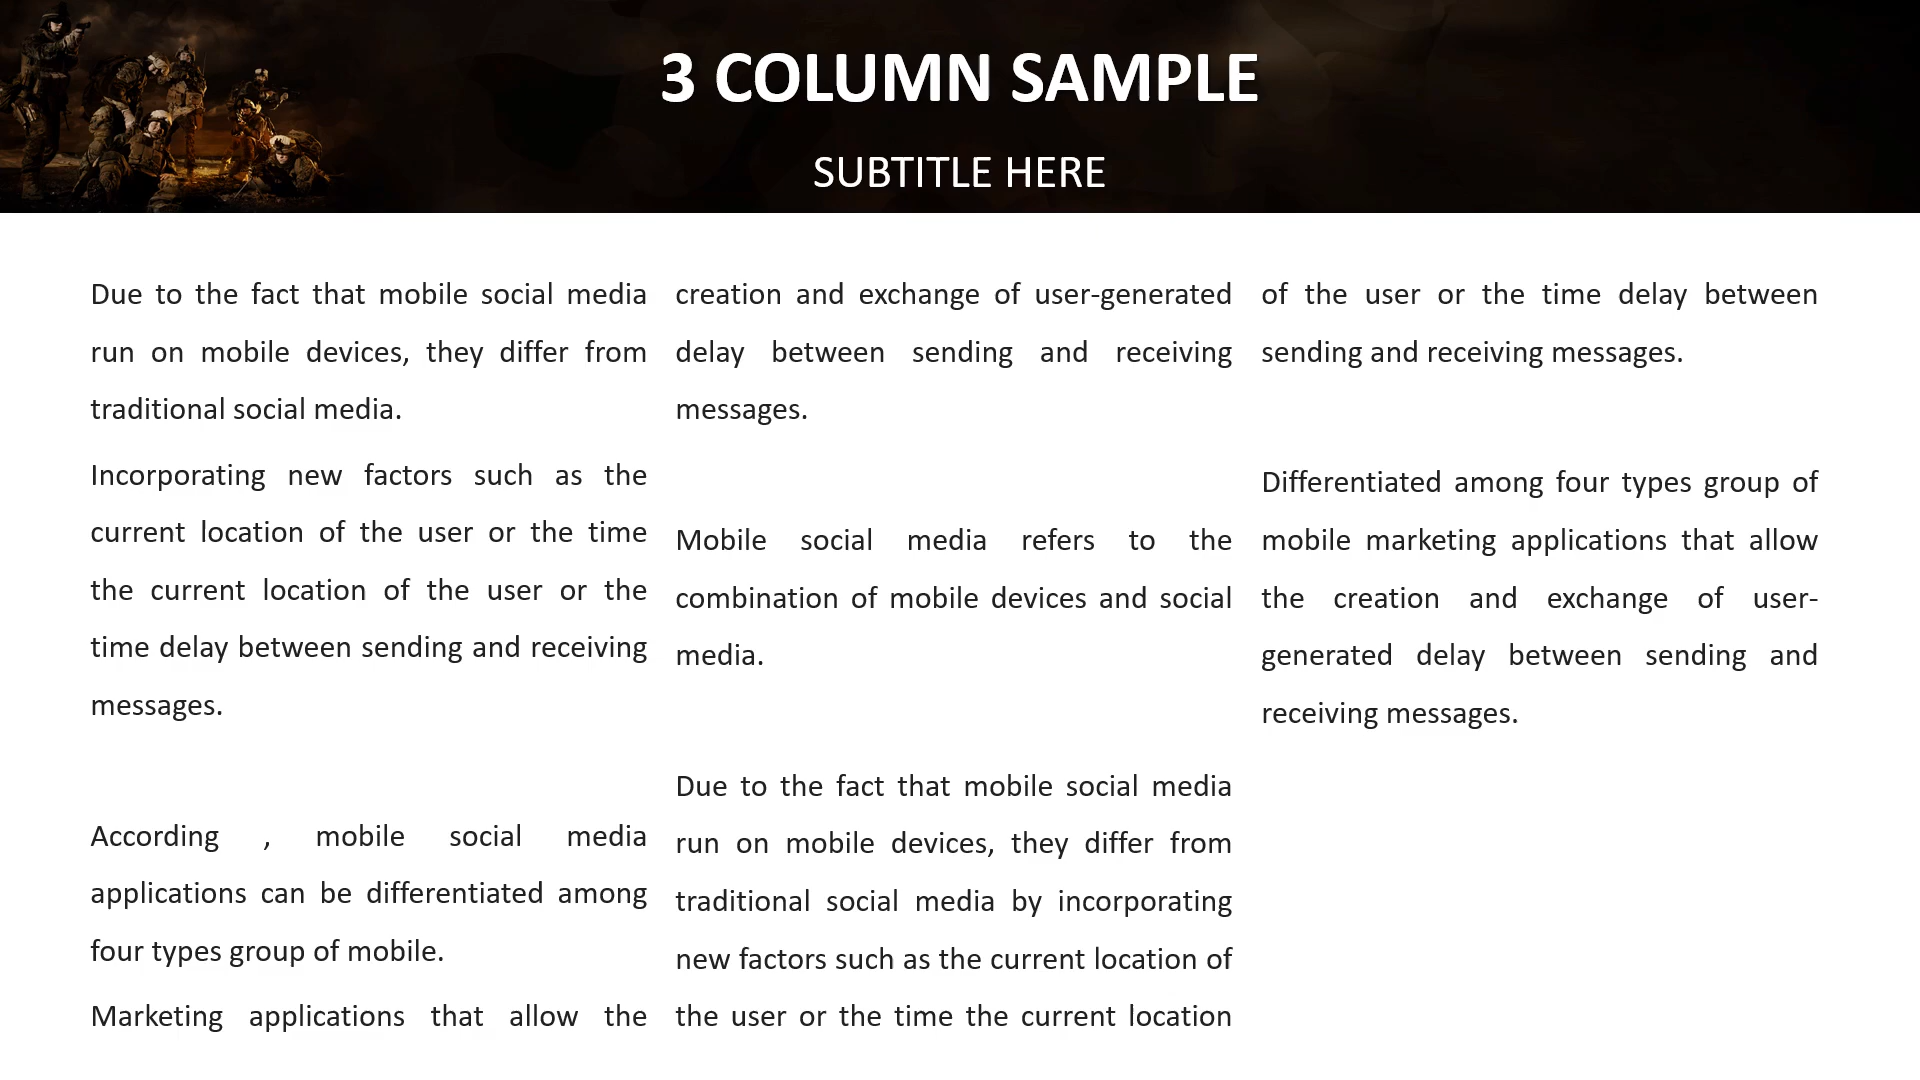 3 COLUMN SAMPLE
SUBTITLE HERE
Due to the fact that mobile social media
run on mobile devices, they differ from
traditional social media.
Incorporating new factors such as the
current location of the user or the time
the current location of the user or the
time delay between sending and receiving
messages.
According , mobile social media
applications can be differentiated among
four types group of mobile.
Marketing applications that allow the
creation and exchange of user-generated
delay between sending and receiving
messages.
Mobile social media refers to the
combination of mobile devices and social
media.
Due to the fact that mobile social media
run on mobile devices, they differ from
traditional social media by incorporating
new factors such as the current location of
the user or the time the current location
of the user or the time delay between
sending and receiving messages.
Differentiated among four types group of
mobile marketing applications that allow
the creation and exchange of user-
generated delay between sending and
receiving messages.